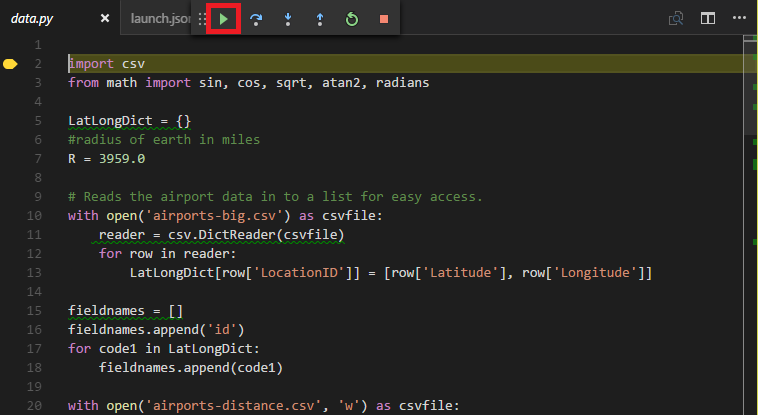 data.py × launch.json
1
2 import csv
3 from math import sin, cos, sqrt, atan2, radians
4
5 LatLongDict = {}
6 #radius of earth in miles
7 R = 3959.0
8
9 # Reads the airport data in to a list for easy access.
10 with open('airports-big.csv') as csvfile:
11 reader = csv.DictReader(csvfile)
12 for row in reader:
13 LatLongDict[row['LocationID']] = [row['Latitude'], row['Longitude']]
14
15 fieldnames = []
16 fieldnames.append('id')
17 for code1 in LatLongDict:
18 fieldnames.append(code1)
19
20 with open('airports-distance.csv', 'w') as csvfile: